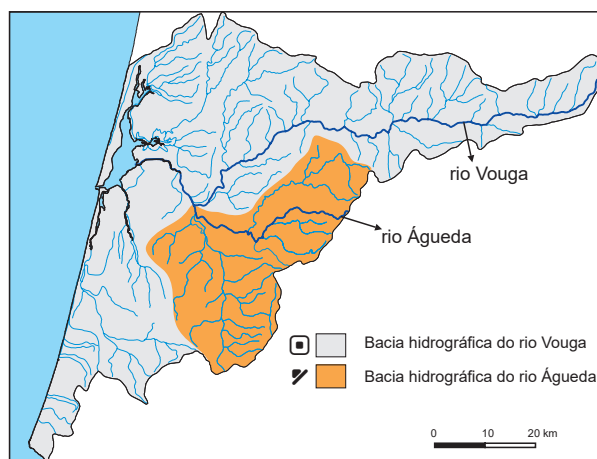 rio Vouga
rio Águeda
Bacia hidrográfica do rio Vouga
Bacia hidrográfica do rio Águeda
0 10 20 km